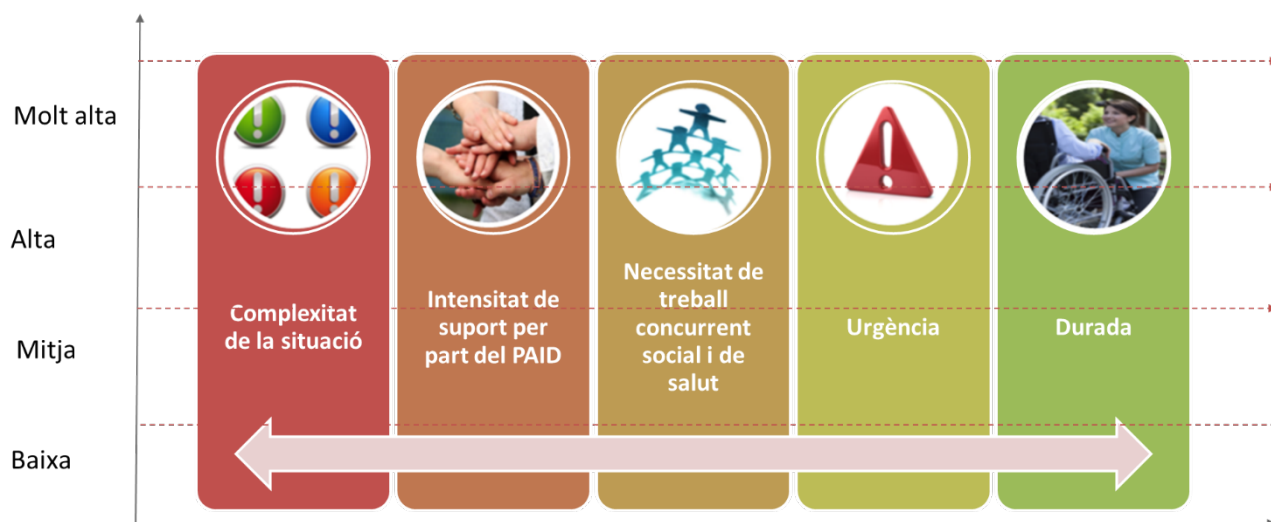 Molt alta
Alta
Mitja
Baixa
Complexitat
de la situació
Intensitat de
suport per
part del PAID
Necessitat de
treball
concurrent
social i de
salut
Urgència
Durada